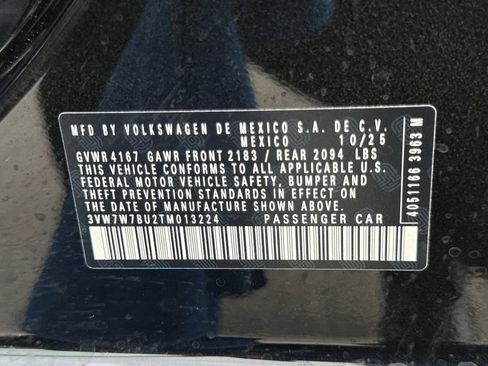 MFD BY VOLKSWAGEN DE MEXICO S.A. DE C.V.
MEXICO 10/25
GVWR 4167 GAWR FRONT 2183 / REAR 2094 LBS
THIS VEHICLE CONFORMS TO ALL APPLICABLE U.S.
FEDERAL MOTOR VEHICLE SAFETY, BUMPER AND
THEFT PREVENTION STANDARDS IN EFFECT ON
THE DATE OF MANUFACTURE SHOWN ABOVE.
3VW7W7BU2TM013224 PASSENGER CAR
4051166 3963 M